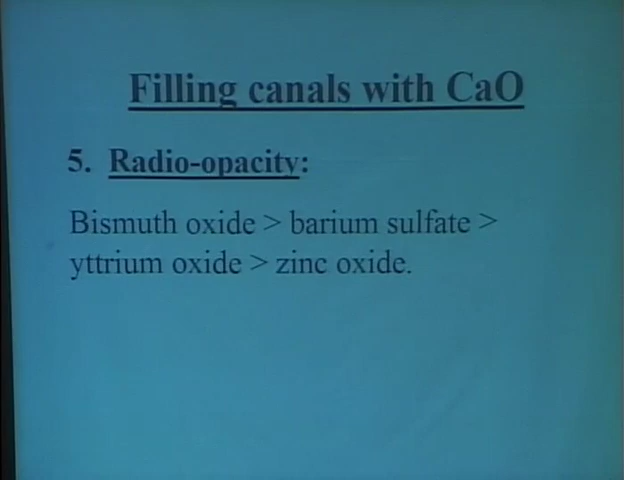 Filling canals with CaO
5. Radio-opacity:
Bismuth oxide > barium sulfate >
yttrium oxide > zinc oxide.